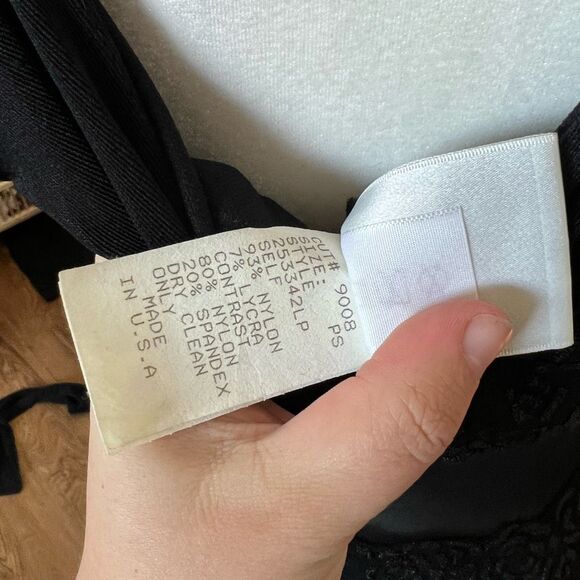 CUT# 9008
SIZE: PS
STYLE
253342LP
SELF
93% NYLON
7% LYCRA
CONTRAST
80% NYLON
20% SPANDEX
DRY CLEAN
ONLY
MADE
IN U.S.A